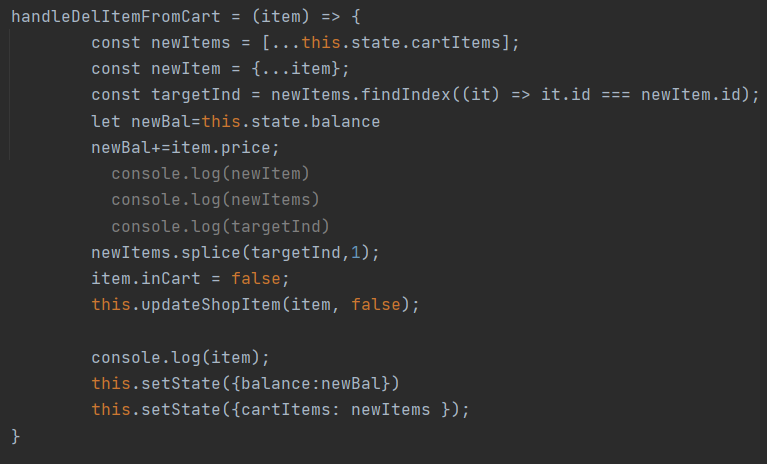 handleDelItemFromCart = (item) => {
const newItems = [...this.state.cartItems];
const newItem = {...item};
const targetInd = newItems.findIndex((it) => it.id === newItem.id);
let newBal=this.state.balance
newBal+=item.price;
console.log(newItem)
console.log(newItems)
console.log(targetInd)
newItems.splice(targetInd,1);
item.inCart = false;
this.updateShopItem(item, false);
console.log(item);
this.setState({balance:newBal})
this.setState({cartItems: newItems });
}